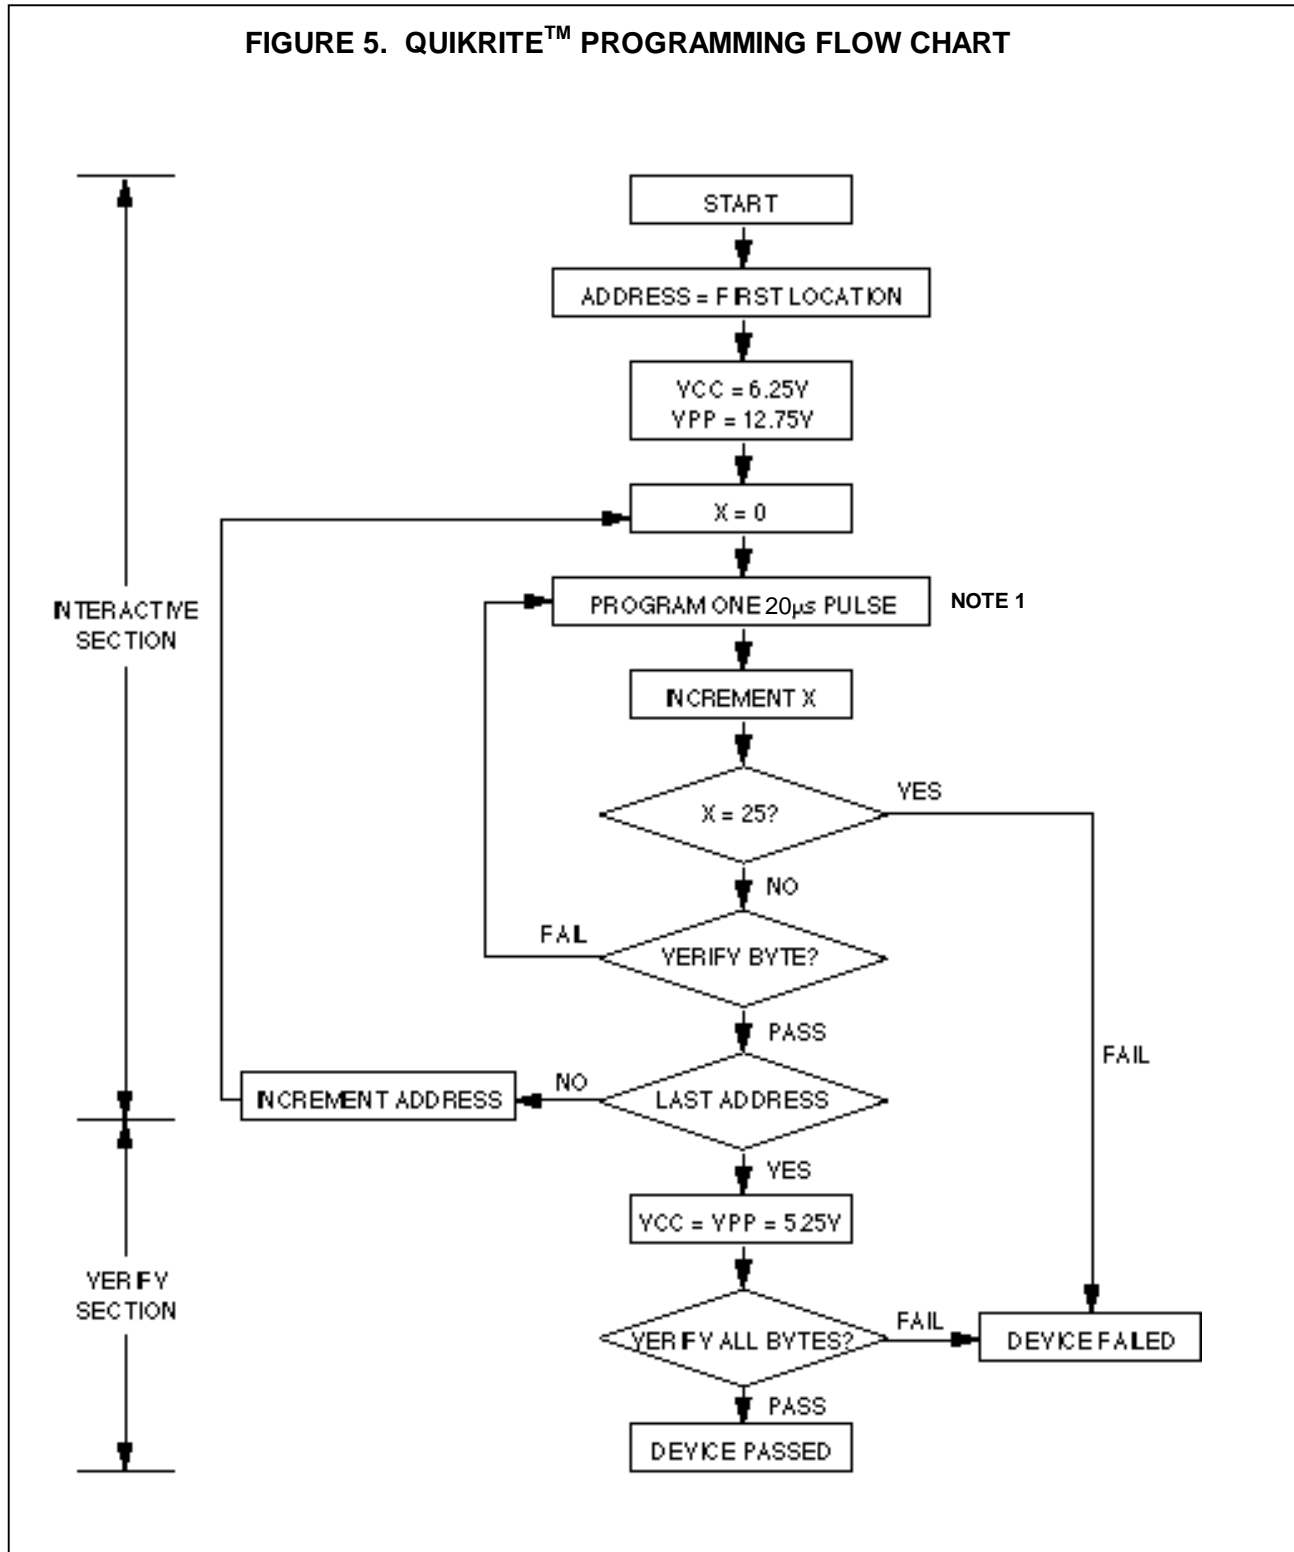 FIGURE 5. QUIKRITE™ PROGRAMMING FLOW CHART
START
ADDRESS = FIRST LOCATION
VCC = 6.25V
VPP = 12.75V
X = 0
PROGRAM ONE 20µs PULSE
NOTE 1
INTERACTIVE
SECTION
INCREMENT X
X = 25?
YES
NO
FAIL
VERIFY BYTE?
PASS
FAIL
INCREMENT ADDRESS
NO
LAST ADDRESS
YES
VCC = VPP = 5.25V
VERIFY
SECTION
VERIFY ALL BYTES?
FAIL
DEVICE FAILED
PASS
DEVICE PASSED